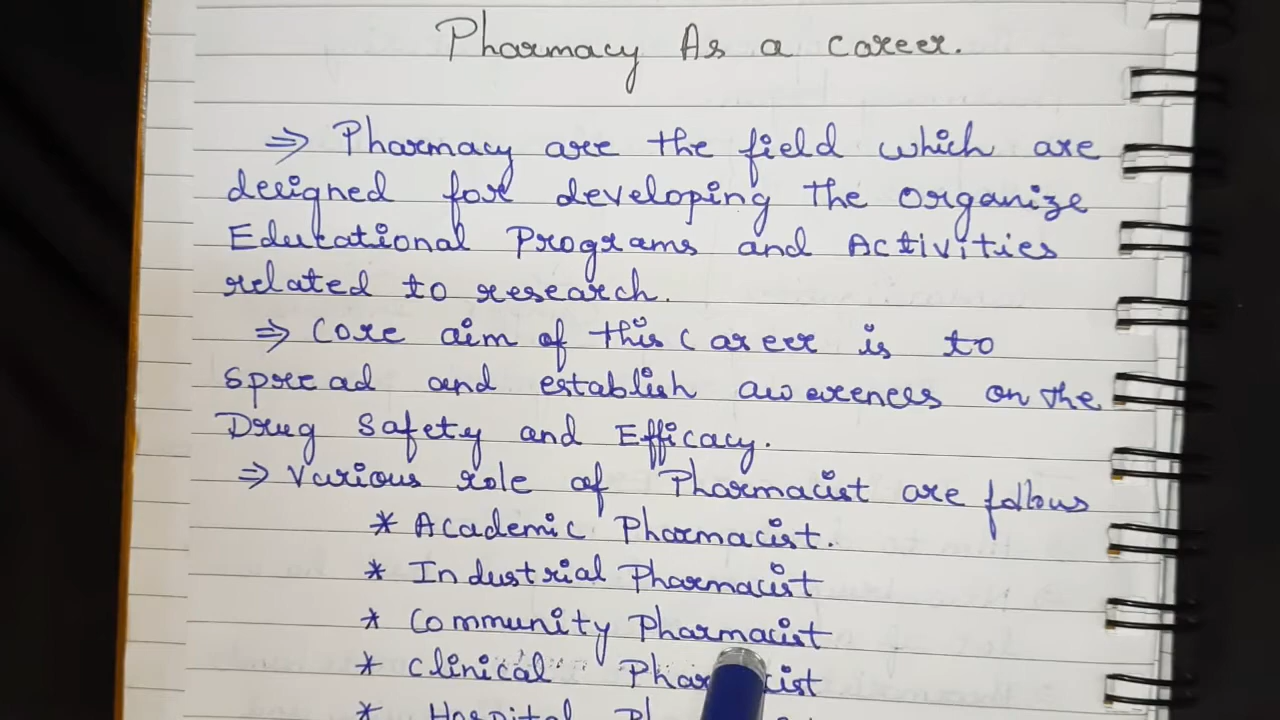 Pharmacy As a career.
⇒ Pharmacy are the field which are
designed for developing the organize
Educational Programs and Activities
related to research.
⇒ Core aim of this career is to
spread and establish awareness on the
Drug Safety and Efficacy.
⇒ Various role of Pharmacist are follows
* Academic Pharmacist.
* Industrial Pharmacist
* Community Pharmacist
* clinical Pharmacist
* Hospital